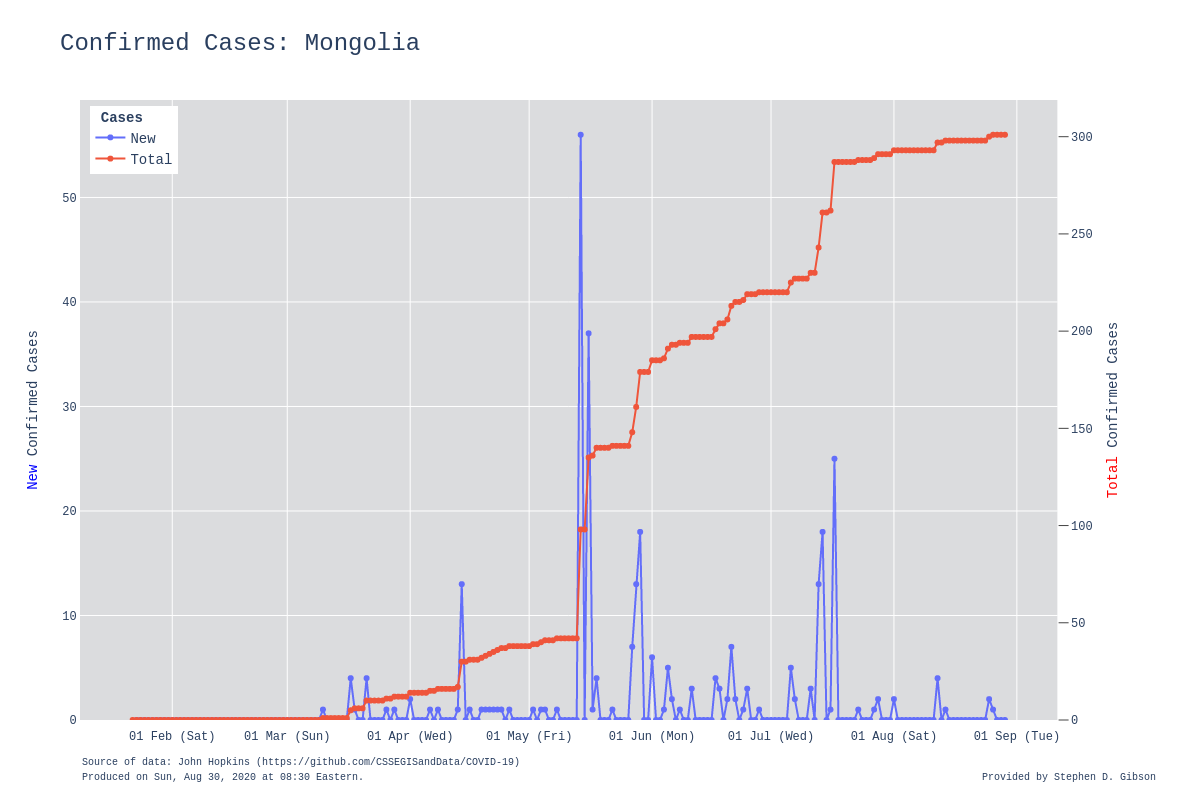 Confirmed Cases: Mongolia
Cases
New
Total
50
40
30
20
10
0
300
250
200
150
100
50
0
New Confirmed Cases
Total Confirmed Cases
01 Feb (Sat)
01 Mar (Sun)
01 Apr (Wed)
01 May (Fri)
01 Jun (Mon)
01 Jul (Wed)
01 Aug (Sat)
01 Sep (Tue)
Source of data: John Hopkins (https://github.com/CSSEGISandData/COVID-19)
Produced on Sun, Aug 30, 2020 at 08:30 Eastern.
Provided by Stephen D. Gibson